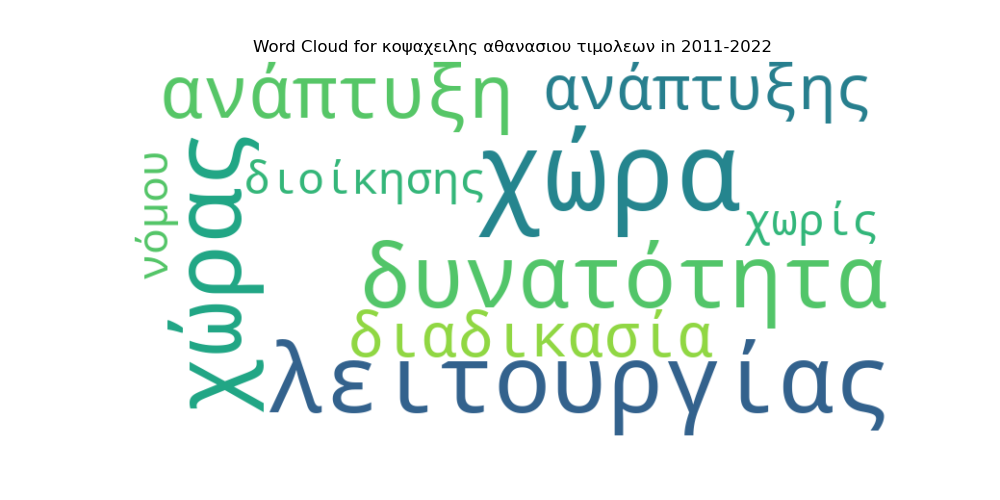 Word Cloud for κοψαχειλης αθανασιου τιμολεων in 2011-2022
ανάπτυξη
ανάπτυξης
χώρα
διοίκησης
νόμου
χώρας
χωρίς
δυνατότητα
διαδικασία
λειτουργίας